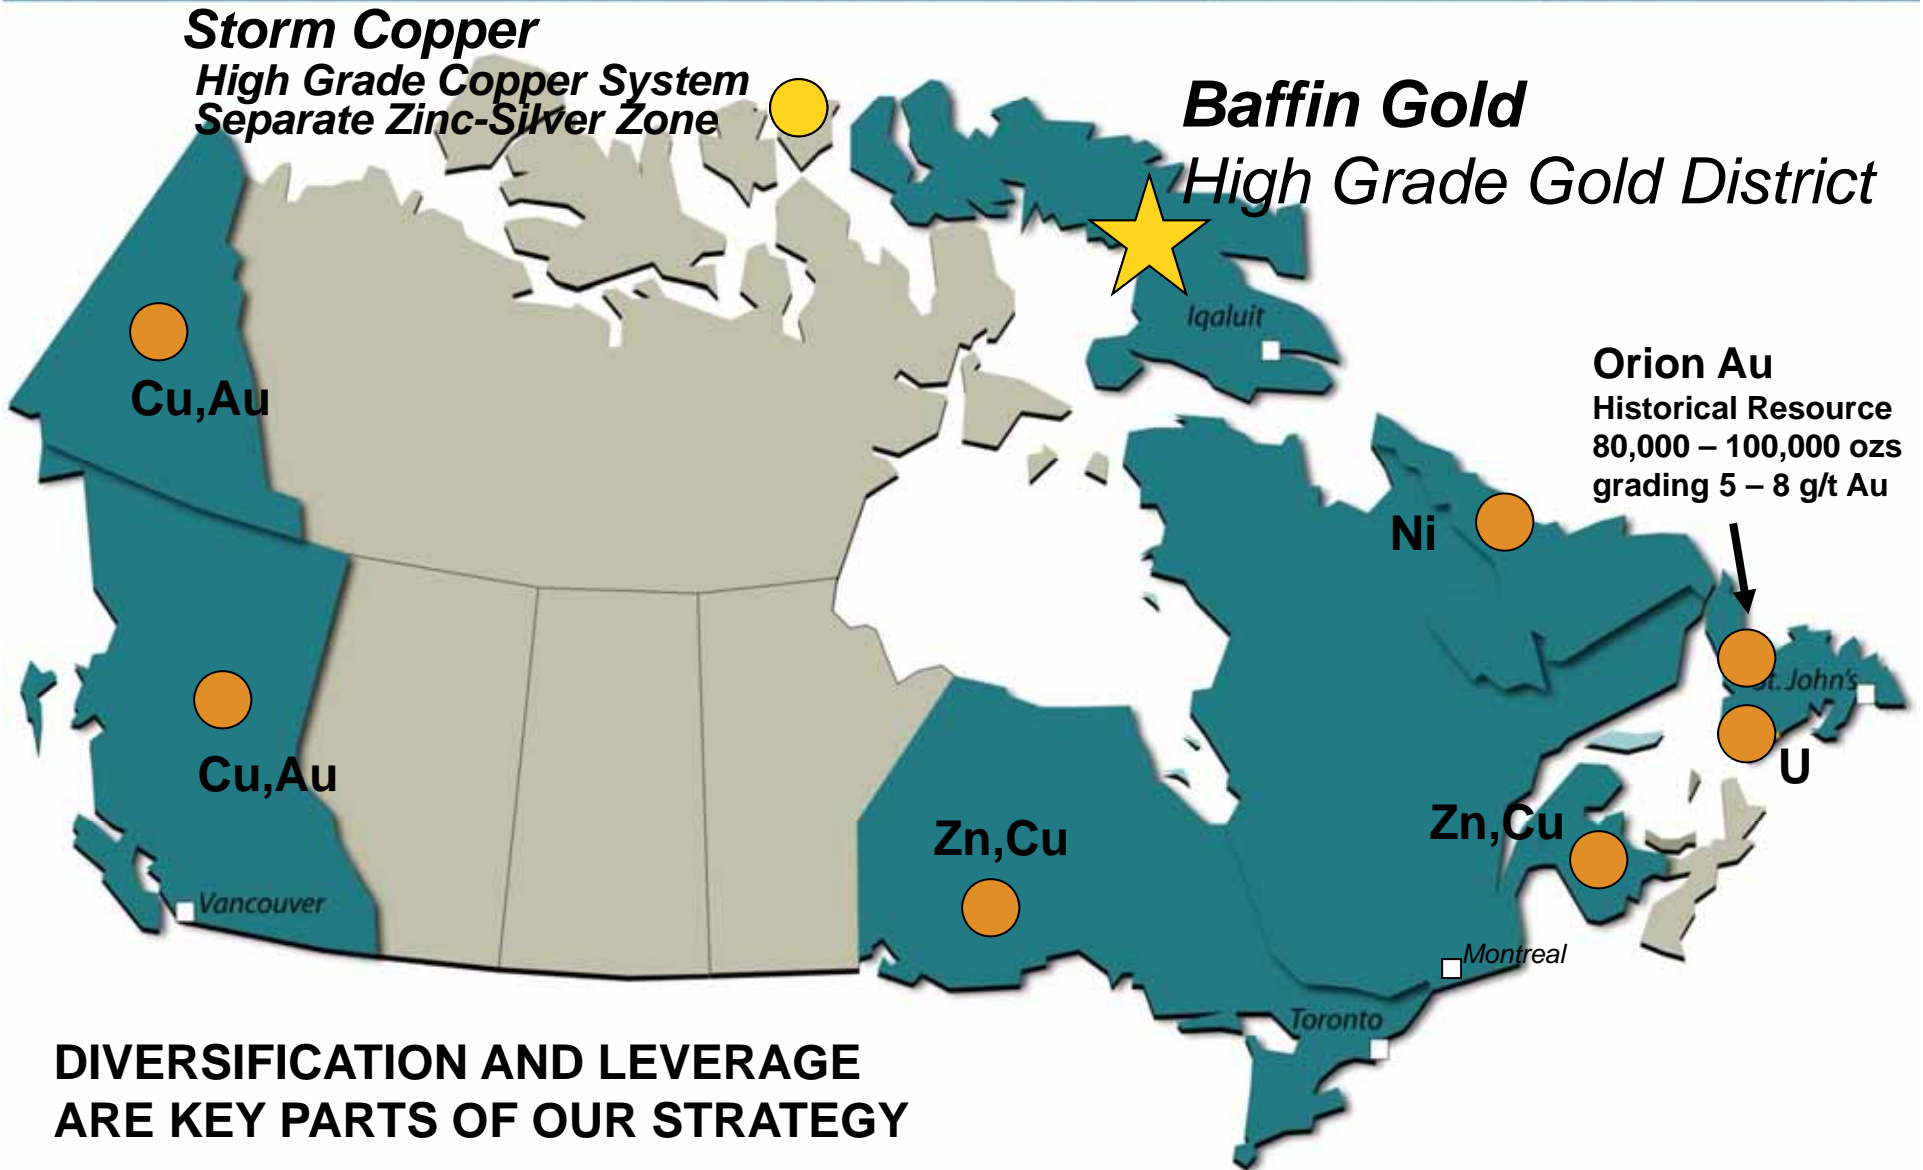 Storm Copper
High Grade Copper System
Separate Zinc-Silver Zone
Baffin Gold
High Grade Gold District
Iqaluit
Orion Au
Historical Resource
80,000 – 100,000 ozs
grading 5 – 8 g/t Au
Cu,Au
Ni
St. John's
U
Cu,Au
Zn,Cu
Zn,Cu
Vancouver
Montreal
Toronto
DIVERSIFICATION AND LEVERAGE
ARE KEY PARTS OF OUR STRATEGY